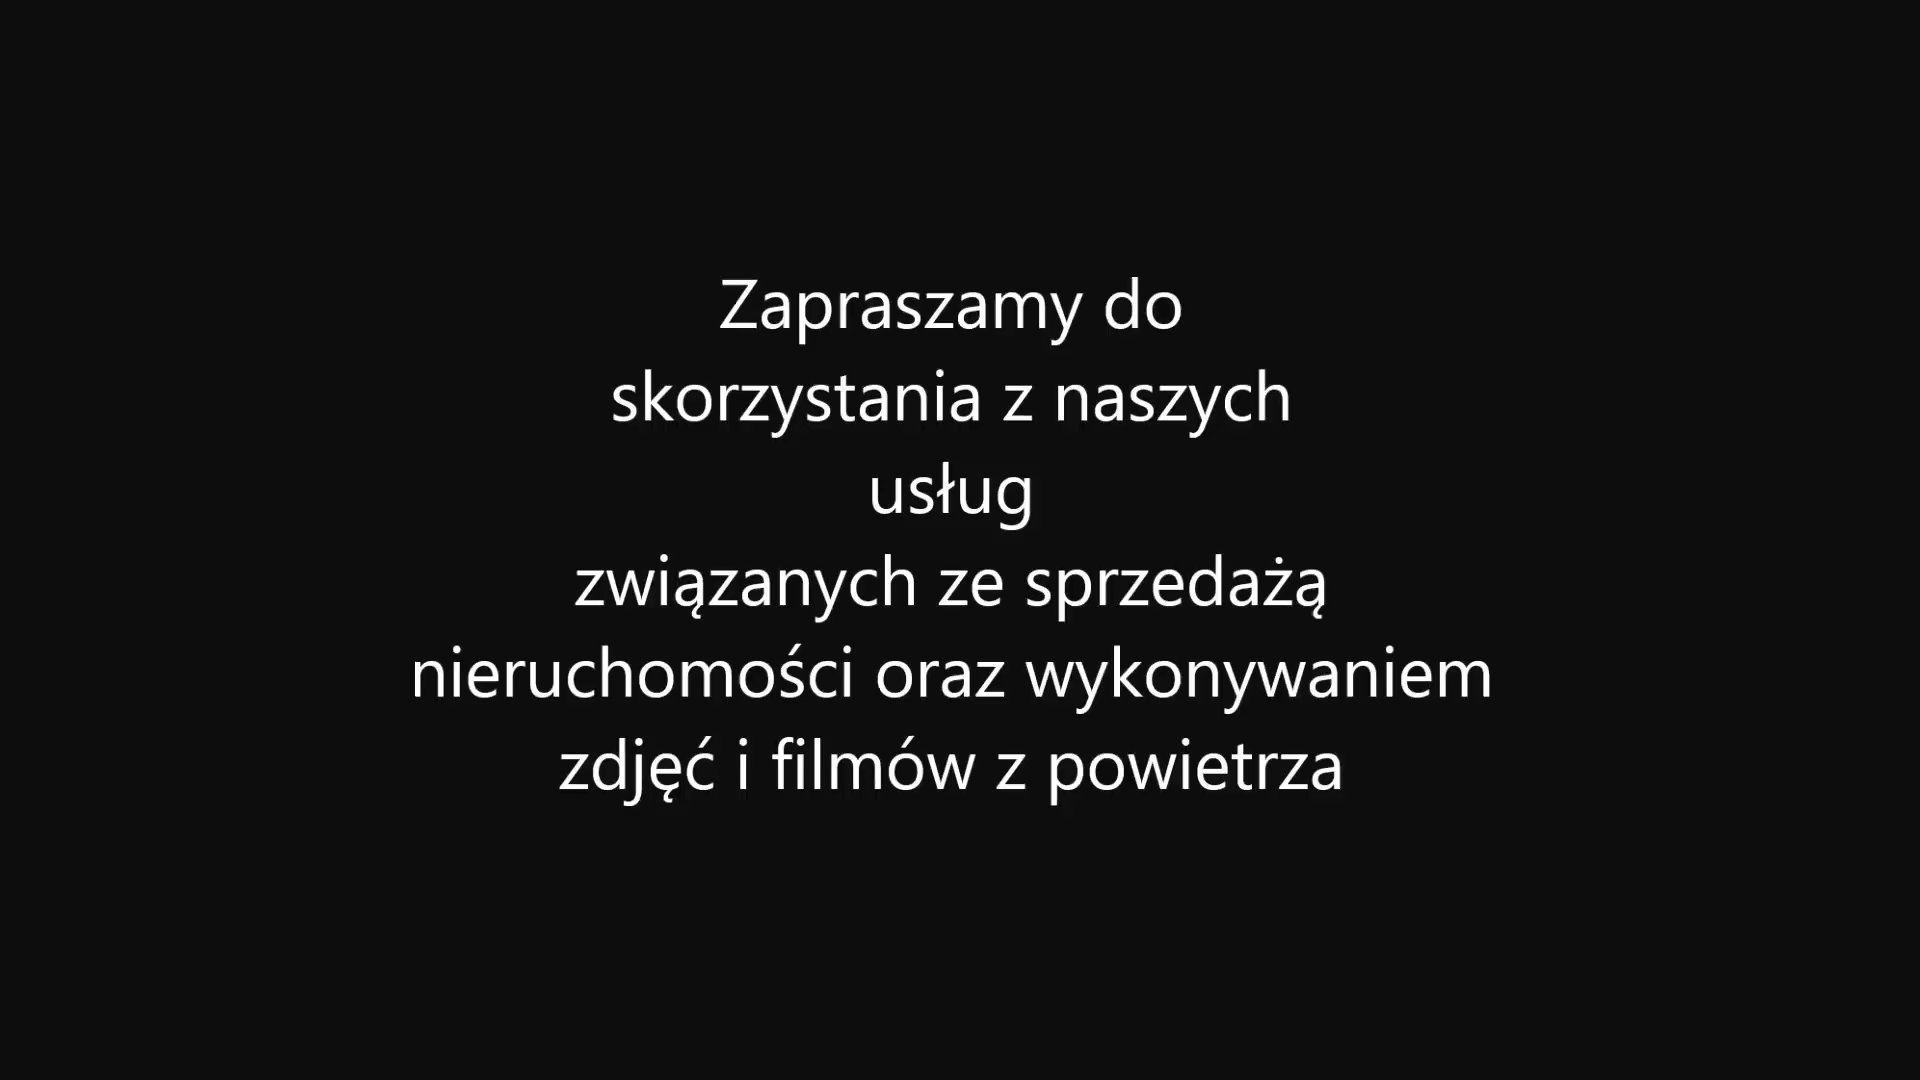 Zapraszamy do
skorzystania z naszych
usług
związanych ze sprzedażą
nieruchomości oraz wykonywaniem
zdjęć i filmów z powietrza